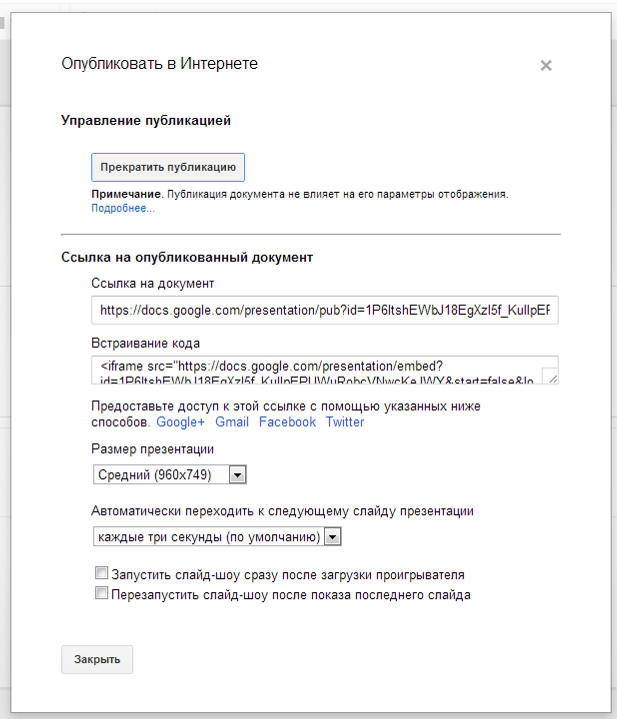 Опубликовать в Интернете
Управление публикацией
Прекратить публикацию
Примечание. Публикация документа не влияет на его параметры отображения.
Подробнее...
Ссылка на опубликованный документ
Ссылка на документ
https://docs.google.com/presentation/pub?id=1P6ltshEWbJ18EgXzI5f_KuIlpEP
Встраивание кода
<iframe src="https://docs.google.com/presentation/embed?
id=1P6ltshEWbJ18EgXzI5f_KuIlpEPUWuRobcVNwcKeJWY&start=false&lo
Предоставьте доступ к этой ссылке с помощью указанных ниже
способов. Google+ Gmail Facebook Twitter
Размер презентации
Средний (960x749)
Автоматически переходить к следующему слайду презентации
каждые три секунды (по умолчанию)
Запустить слайд-шоу сразу после загрузки проигрывателя
Перезапустить слайд-шоу после показа последнего слайда
Закрыть